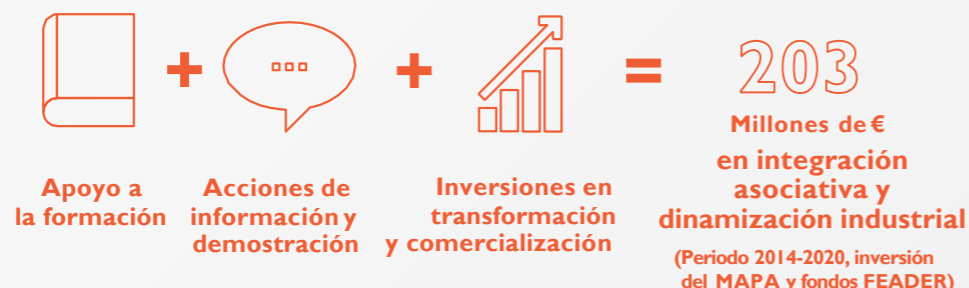 +
+
=
203
Millones de €
en integración
asociativa y
dinamización industrial
(Periodo 2014-2020, inversión
del MAPA y fondos FEADER)
Apoyo a
la formación
Acciones de
información y
demostración
Inversiones en
transformación
y comercialización